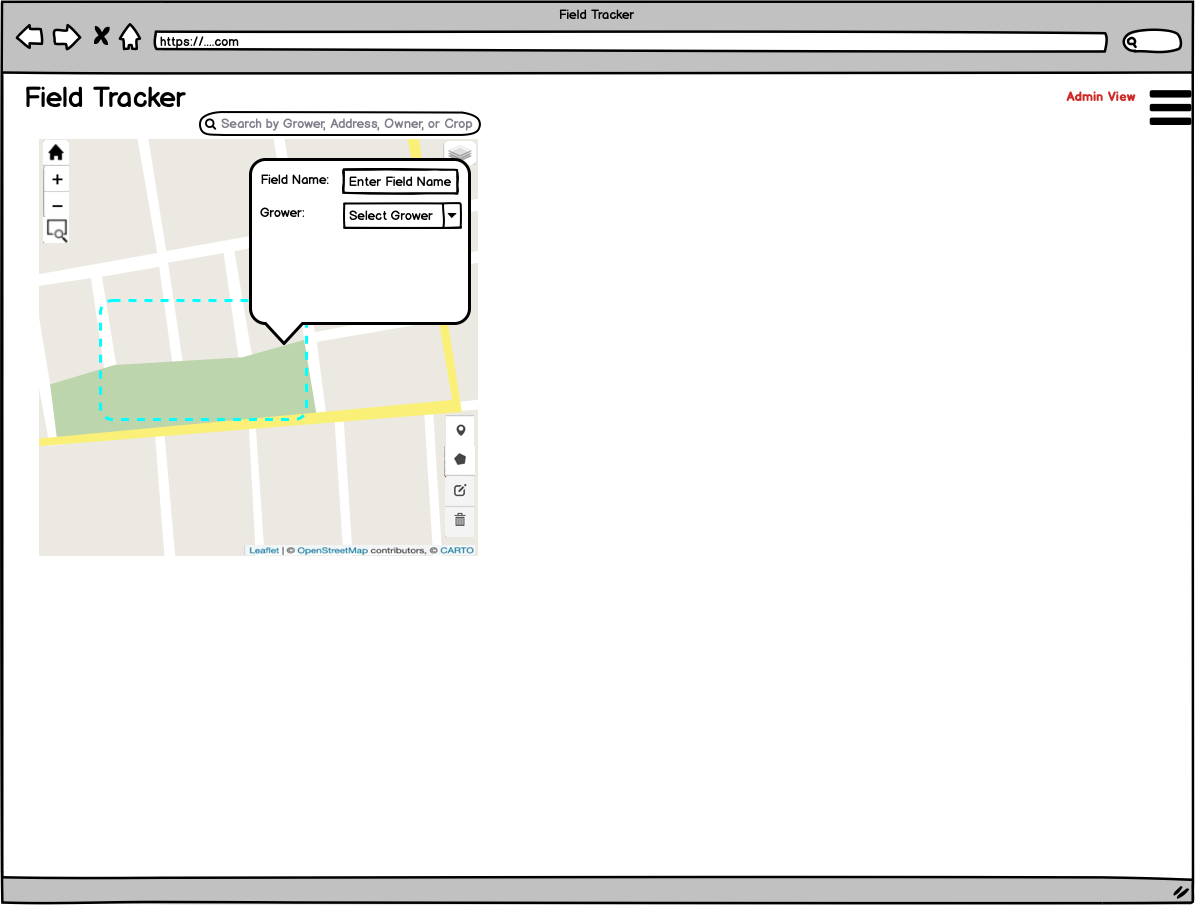 Field Tracker
https://....com
Field Tracker
Admin View
Search by Grower, Address, Owner, or Crop
Field Name:
Enter Field Name
Grower:
Select Grower
Leaflet | © OpenStreetMap contributors, © CARTO